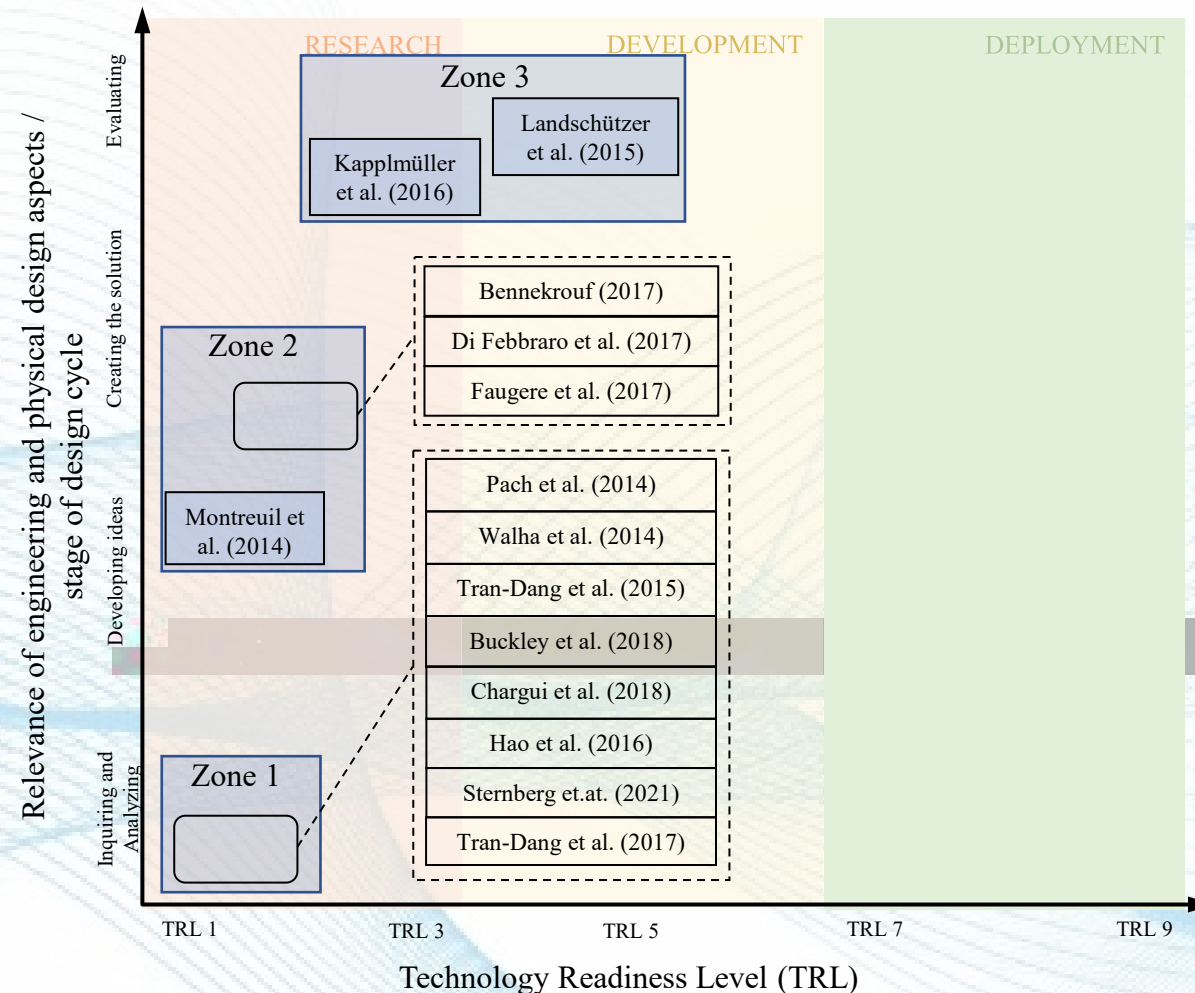 RESEARCH
DEVELOPMENT
DEPLOYMENT
Zone 3
Landschützer
et al. (2015)
Kapplmüller
et al. (2016)
Bennekrouf (2017)
Di Febbraro et al. (2017)
Faugere et al. (2017)
Zone 2
Montreuil et
al. (2014)
Pach et al. (2014)
Walha et al. (2014)
Tran-Dang et al. (2015)
Buckley et al. (2018)
Chargui et al. (2018)
Hao et al. (2016)
Sternberg et.at. (2021)
Tran-Dang et al. (2017)
Zone 1
Relevance of engineering and physical design aspects /
stage of design cycle
Evaluating
Creating the solution
Developing ideas
Inquiring and
Analyzing
TRL 1
TRL 3
TRL 5
TRL 7
TRL 9
Technology Readiness Level (TRL)